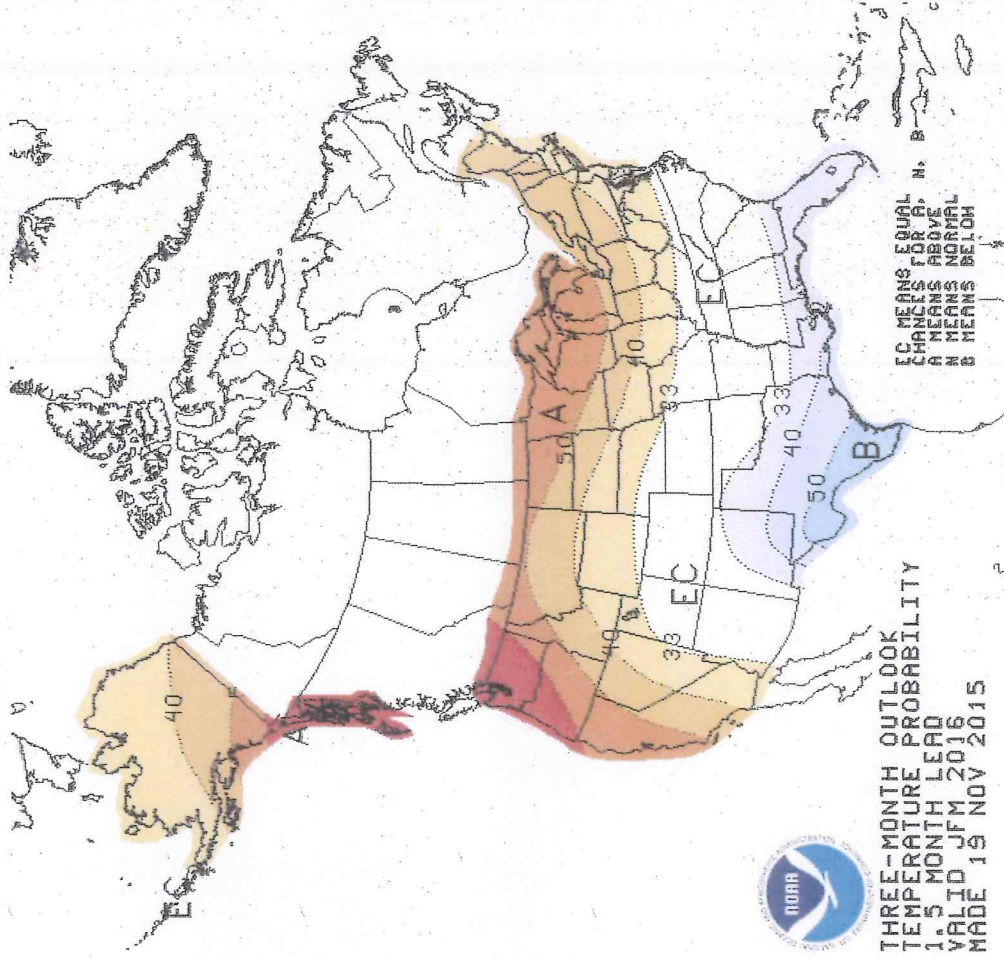 40
A
E
A
50
40
40
33
EC
33
EC
33
40
50
B
NOAA
THREE-MONTH OUTLOOK
TEMPERATURE PROBABILITY
1.5 MONTH LEAD
VALID JFM 2016
MADE 19 NOV 2015
EC MEANS EQUAL
CHANCES FOR A, N, B
A MEANS ABOVE
N MEANS NORMAL
B MEANS BELOW